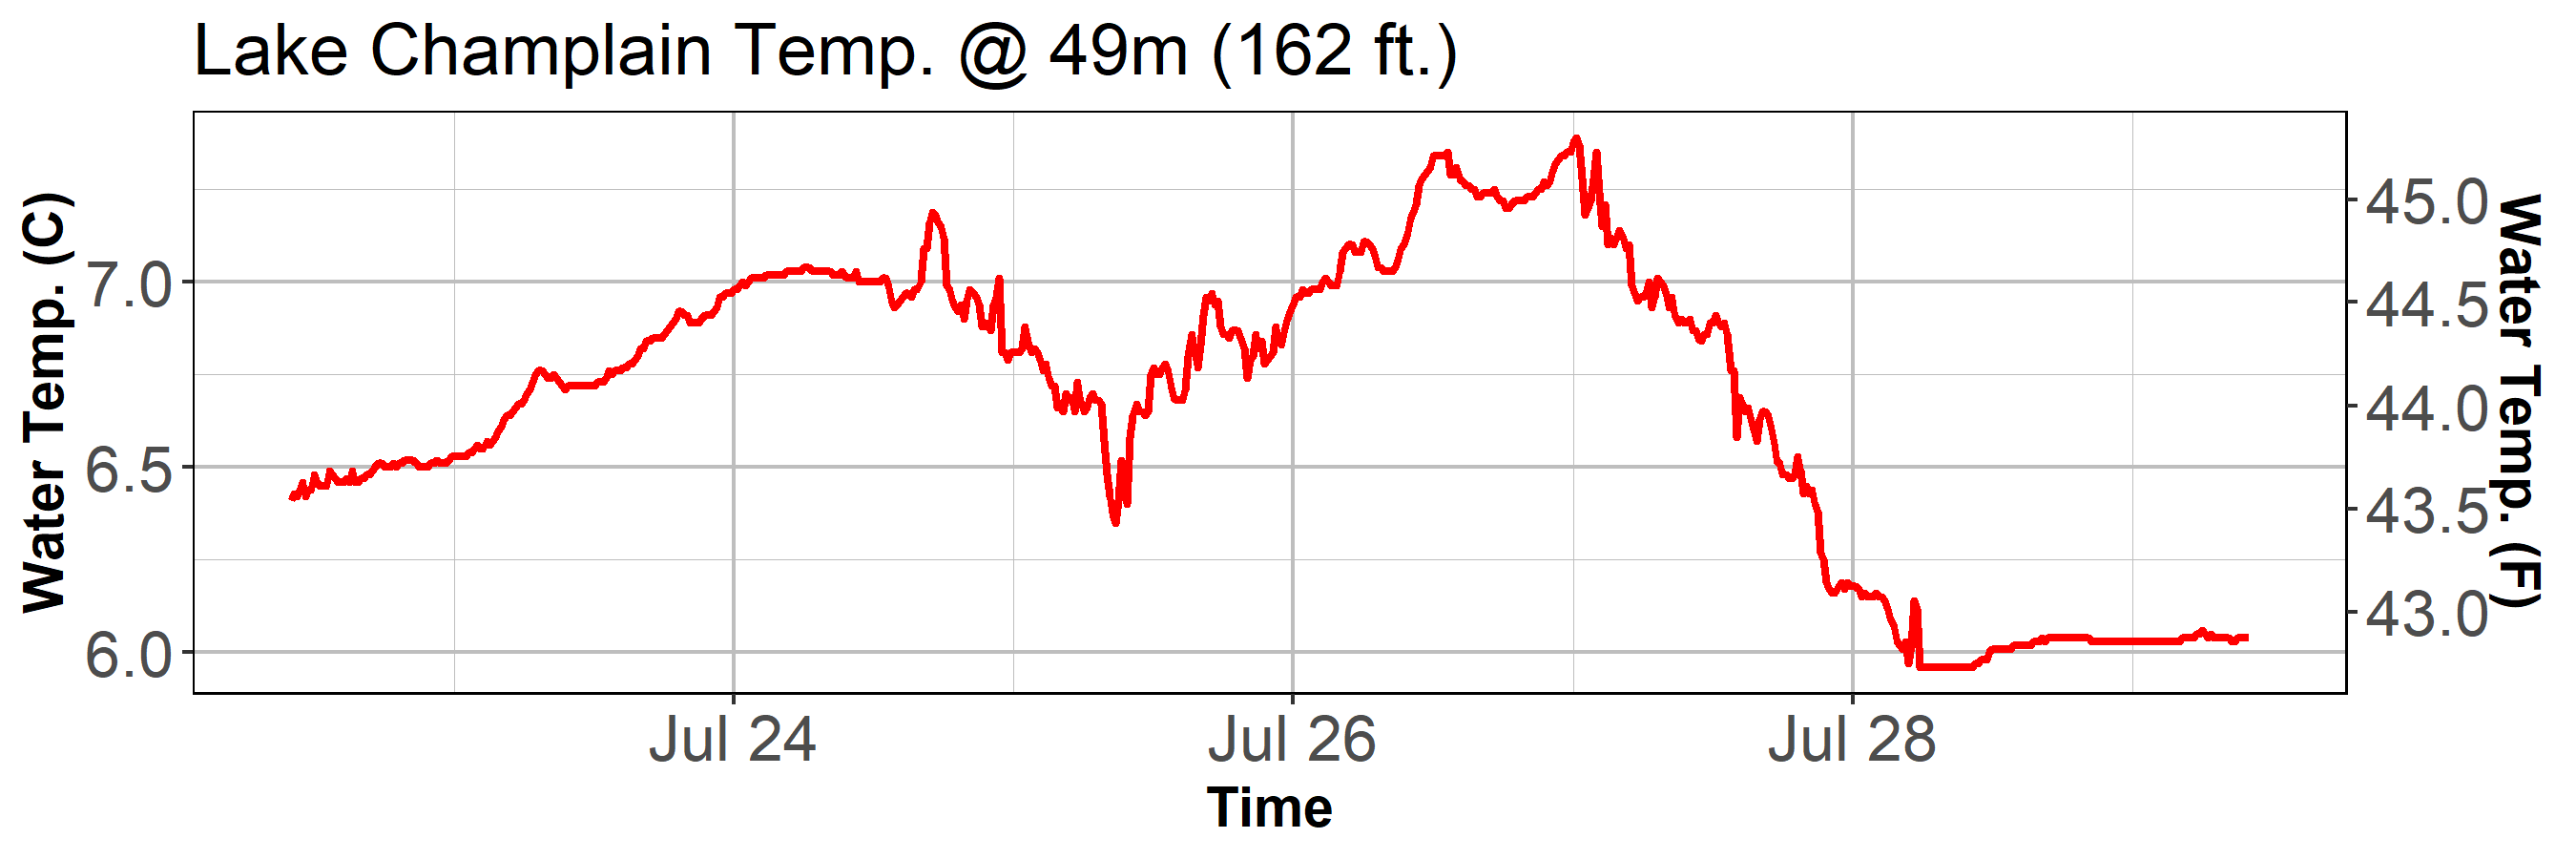 Lake Champlain Temp. @ 49m (162 ft.)
Water Temp. (C)
7.0
6.5
6.0
45.0
44.5
44.0
43.5
43.0
Water Temp. (F)
Jul 24
Jul 26
Jul 28
Time